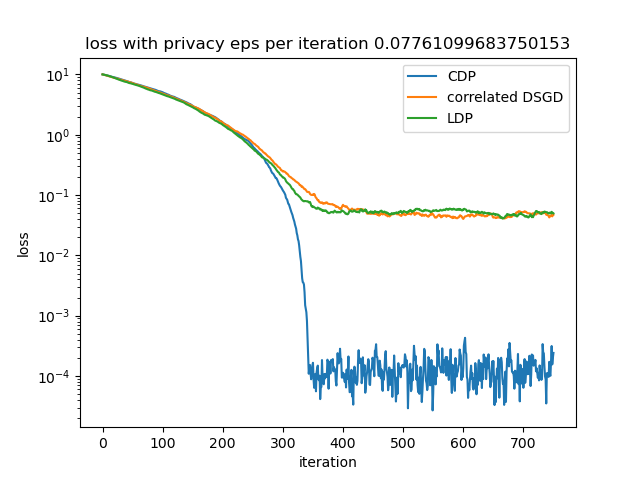 loss with privacy eps per iteration 0.07761099683750153
CDP
correlated DSGD
LDP
10^1
10^0
10^-1
10^-2
10^-3
10^-4
loss
0 100 200 300 400 500 600 700
iteration